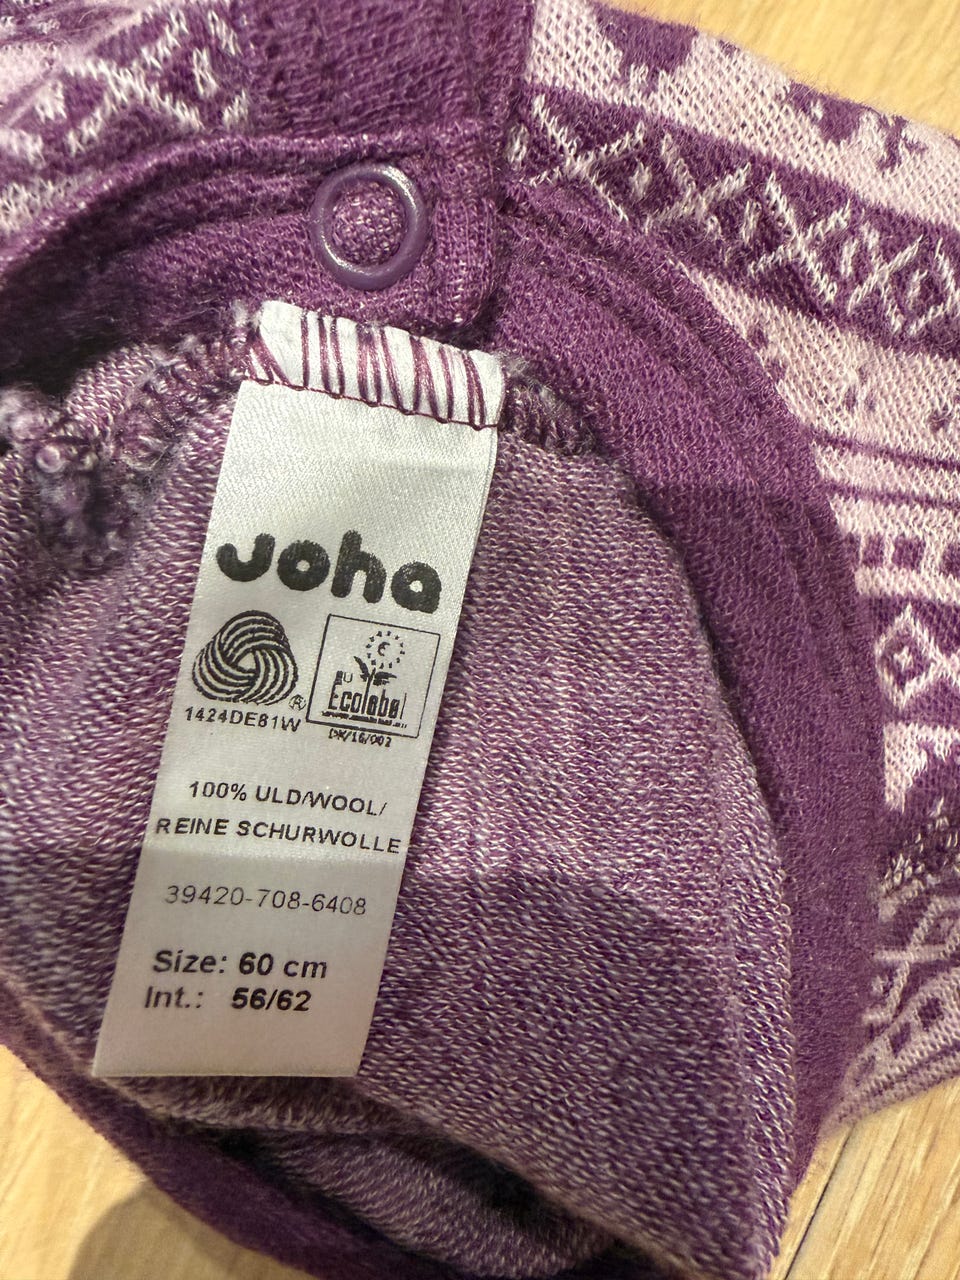 Joha
EU
Ecolabel
1424DE81W
DK/16/002
100% ULD/WOOL/
REINE SCHURWOLLE
39420-708-6408
Size: 60 cm
Int.: 56/62